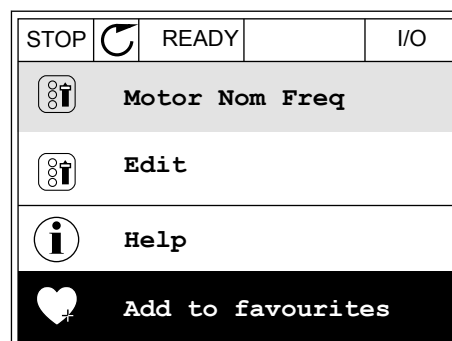 STOP READY I/O
Motor Nom Freq
Edit
Help
Add to favourites